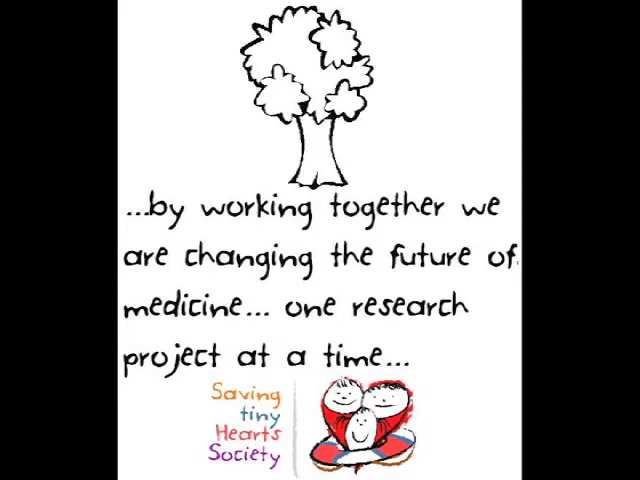 ...by working together we
are changing the future of
medicine... one research
project at a time...
Saving
tiny
Hearts
Society